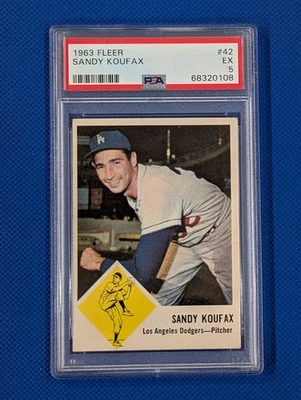 1963 FLEER #42
SANDY KOUFAX EX
PSA 5
68320108
LA
SANDY KOUFAX
Los Angeles Dodgers—Pitcher